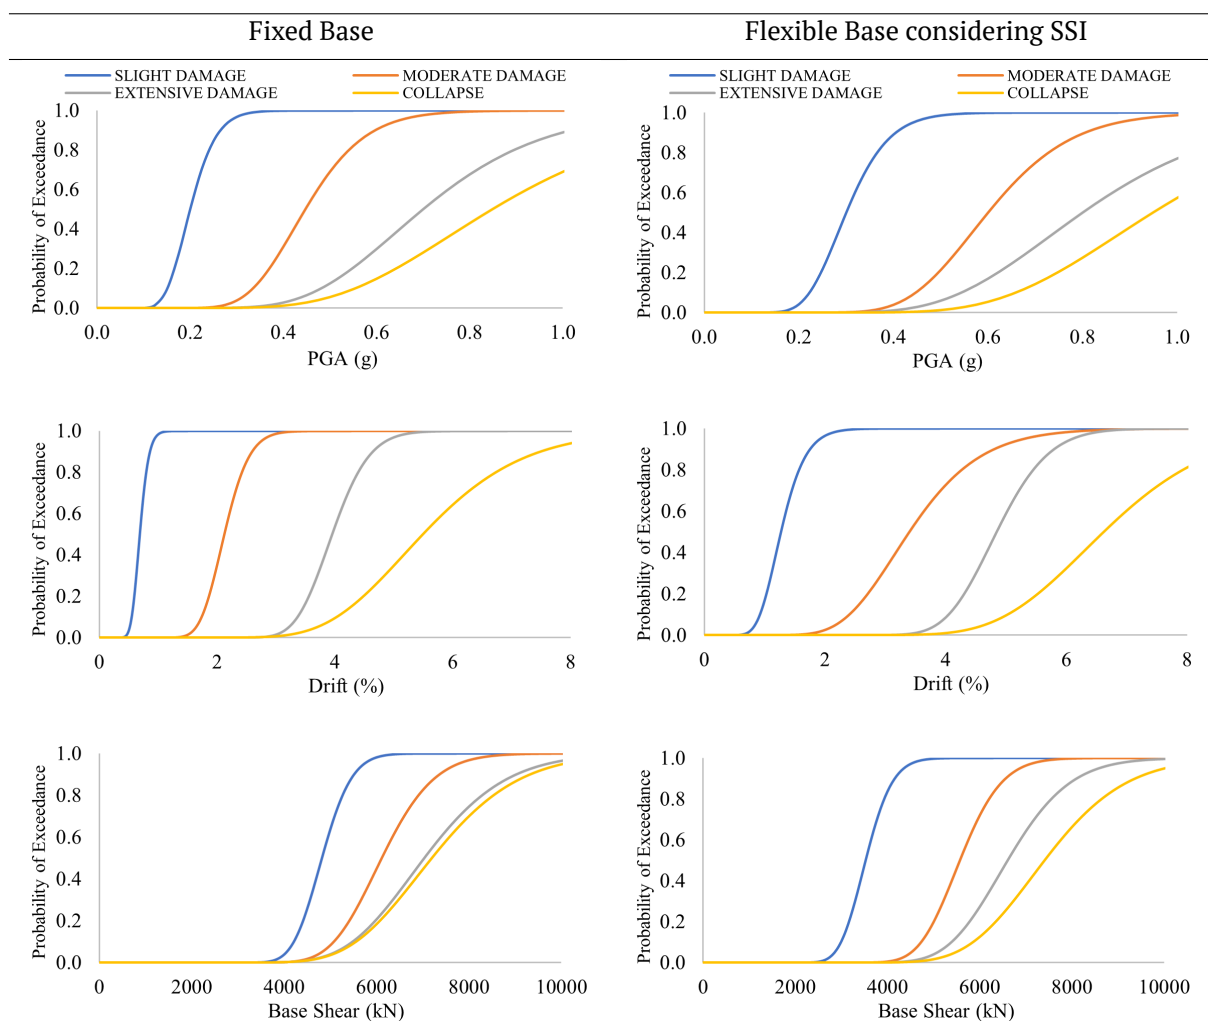 Fixed Base
Flexible Base considering SSI
SLIGHT DAMAGE
MODERATE DAMAGE
EXTENSIVE DAMAGE
COLLAPSE
Probability of Exceedance
1.0
0.8
0.6
0.4
0.2
0.0
0.0 0.2 0.4 0.6 0.8 1.0
PGA (g)
SLIGHT DAMAGE
MODERATE DAMAGE
EXTENSIVE DAMAGE
COLLAPSE
Probability of Exceedance
1.0
0.8
0.6
0.4
0.2
0.0
0.0 0.2 0.4 0.6 0.8 1.0
PGA (g)
Probability of Exceedance
1.0
0.8
0.6
0.4
0.2
0.0
0 2 4 6 8
Drift (%)
Probability of Exceedance
1.0
0.8
0.6
0.4
0.2
0.0
0 2 4 6 8
Drift (%)
Probability of Exceedance
1.0
0.8
0.6
0.4
0.2
0.0
0 2000 4000 6000 8000 10000
Base Shear (kN)
Probability of Exceedance
1.0
0.8
0.6
0.4
0.2
0.0
0 2000 4000 6000 8000 10000
Base Shear (kN)